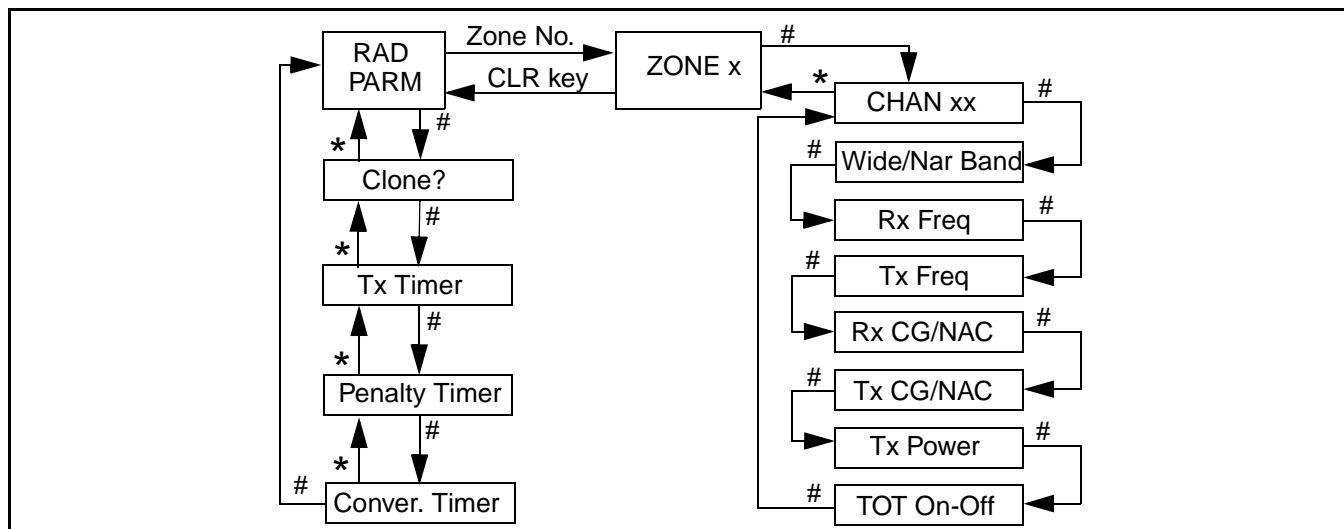 RAD
PARM
Zone No.
CLR key
ZONE x
#
*
CHAN xx
#
*
#
#
Wide/Nar Band
Clone?
#
*
Rx Freq
#
Tx Timer
#
Tx Freq
*
#
Rx CG/NAC
#
Penalty Timer
#
Tx CG/NAC
*
#
Tx Power
#
#
Conver. Timer
#
TOT On-Off